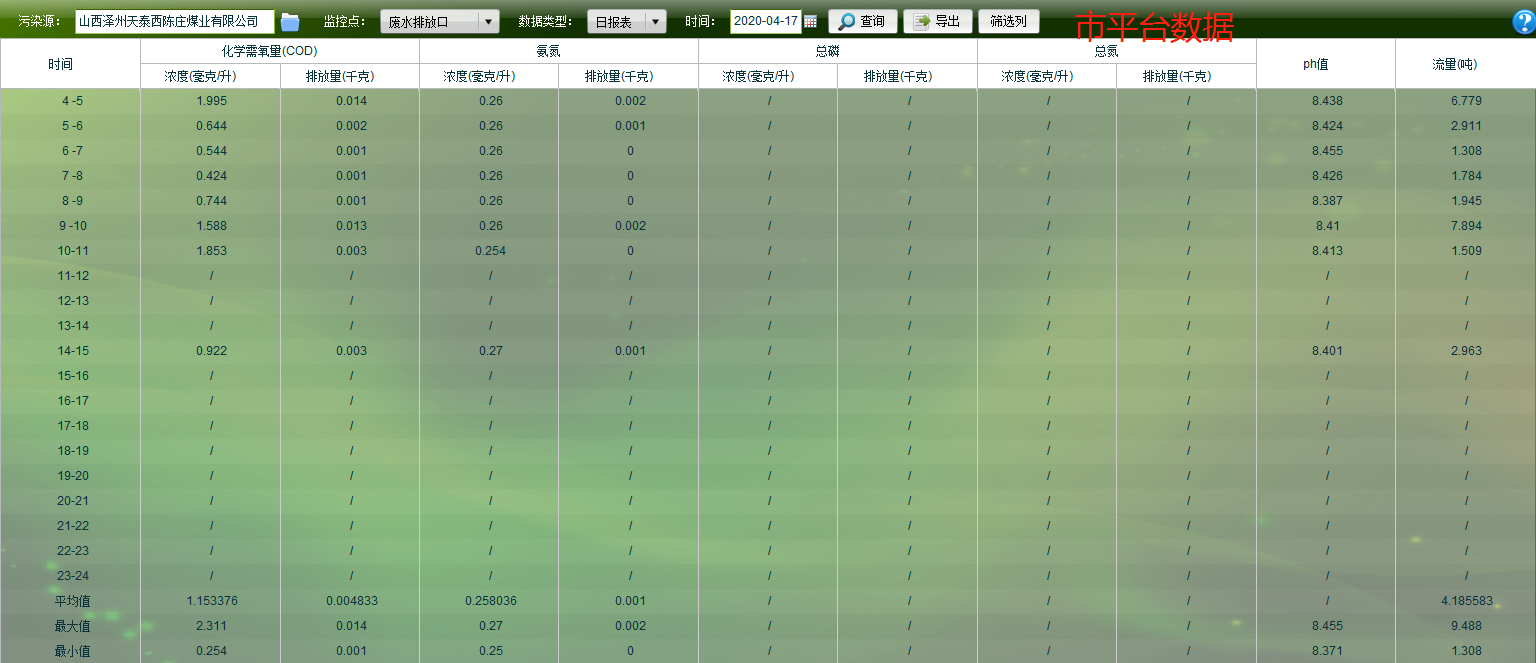 污染源： 山西泽州天泰西陈庄煤业有限公司 监控点： 废水排放口 数据类型： 日报表 时间： 2020-04-17 查询 导出 筛选列 市平台数据
时间 化学需氧量(COD) 氨氮 总磷 总氮 ph值 流量(吨)
浓度(毫克/升) 排放量(千克) 浓度(毫克/升) 排放量(千克) 浓度(毫克/升) 排放量(千克) 浓度(毫克/升) 排放量(千克)
4 -5 1.995 0.014 0.26 0.002 / / / / 8.438 6.779
5 -6 0.644 0.002 0.26 0.001 / / / / 8.424 2.911
6 -7 0.544 0.001 0.26 0 / / / / 8.455 1.308
7 -8 0.424 0.001 0.26 0 / / / / 8.426 1.784
8 -9 0.744 0.001 0.26 0 / / / / 8.387 1.945
9 -10 1.588 0.013 0.26 0.002 / / / / 8.41 7.894
10-11 1.853 0.003 0.254 0 / / / / 8.413 1.509
11-12 / / / / / / / / / /
12-13 / / / / / / / / / /
13-14 / / / / / / / / / /
14-15 0.922 0.003 0.27 0.001 / / / / 8.401 2.963
15-16 / / / / / / / / / /
16-17 / / / / / / / / / /
17-18 / / / / / / / / / /
18-19 / / / / / / / / / /
19-20 / / / / / / / / / /
20-21 / / / / / / / / / /
21-22 / / / / / / / / / /
22-23 / / / / / / / / / /
23-24 / / / / / / / / / /
平均值 1.153376 0.004833 0.258036 0.001 / / / / / 4.185583
最大值 2.311 0.014 0.27 0.002 / / / / 8.455 9.488
最小值 0.254 0.001 0.25 0 / / / / 8.371 1.308